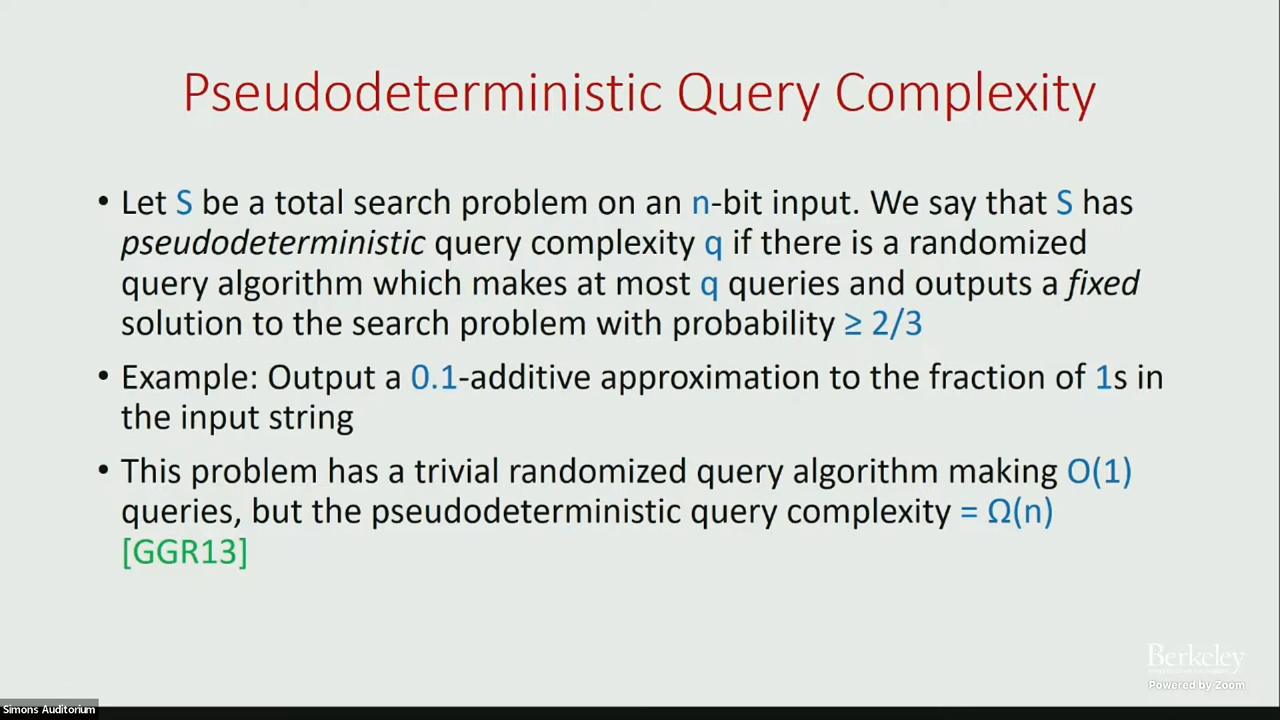 Pseudodeterministic Query Complexity
• Let S be a total search problem on an n-bit input. We say that S has
pseudodeterministic query complexity q if there is a randomized
query algorithm which makes at most q queries and outputs a fixed
solution to the search problem with probability ≥ 2/3
• Example: Output a 0.1-additive approximation to the fraction of 1s in
the input string
• This problem has a trivial randomized query algorithm making O(1)
queries, but the pseudodeterministic query complexity = Ω(n)
[GGR13]
Berkeley
Powered by Zoom
Simons Auditorium